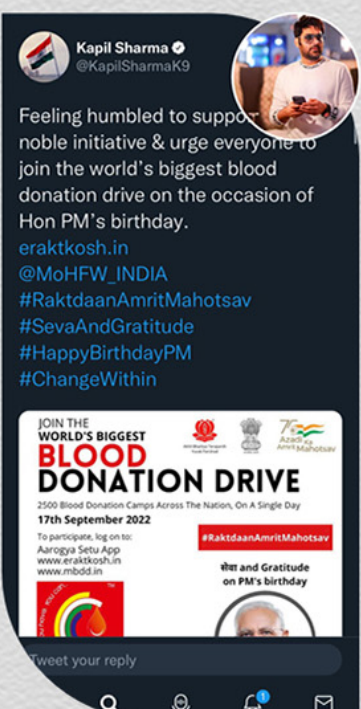 Kapil Sharma
@KapilSharmaK9
Feeling humbled to suppor
noble initiative & urge everyone to
join the world's biggest blood
donation drive on the occasion of
Hon PM's birthday.
eraktkosh.in
@MoHFW_INDIA
#RaktdaanAmritMahotsav
#SevaAndGratitude
#HappyBirthdayPM
#ChangeWithin
JOIN THE
WORLD'S BIGGEST
BLOOD
DONATION DRIVE
75
Azadi Ka
Amrit Mahotsav
2500 Blood Donation Camps Across The Nation, On A Single Day
17th September 2022
To participate, log on to:
Aarogya Setu App
www.eraktkosh.in
www.mbdd.in
#RaktdaanAmritMahotsav
सेवा and Gratitude
on PM's birthday
TM
Tweet your reply
1